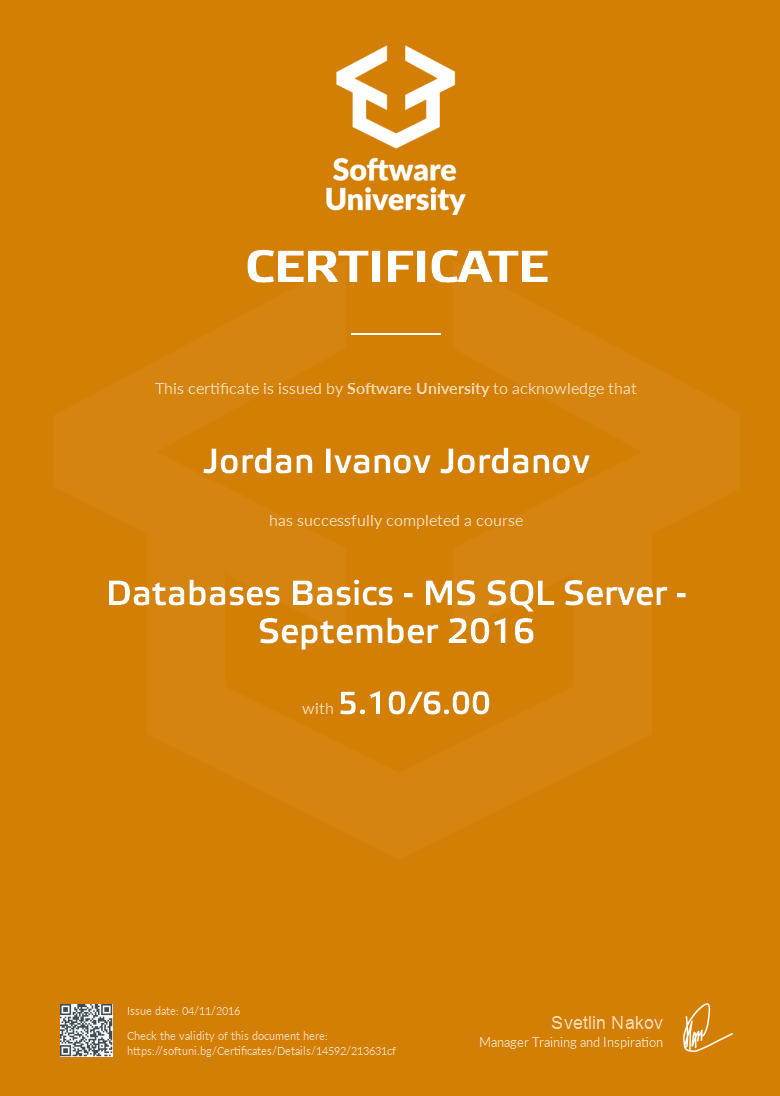 Software
University
CERTIFICATE
This certificate is issued by Software University to acknowledge that
Jordan Ivanov Jordanov
has successfully completed a course
Databases Basics - MS SQL Server -
September 2016
with 5.10/6.00
Issue date: 04/11/2016
Check the validity of this document here:
https://softuni.bg/Certificates/Details/14592/213631cf
Svetlin Nakov
Manager Training and Inspiration